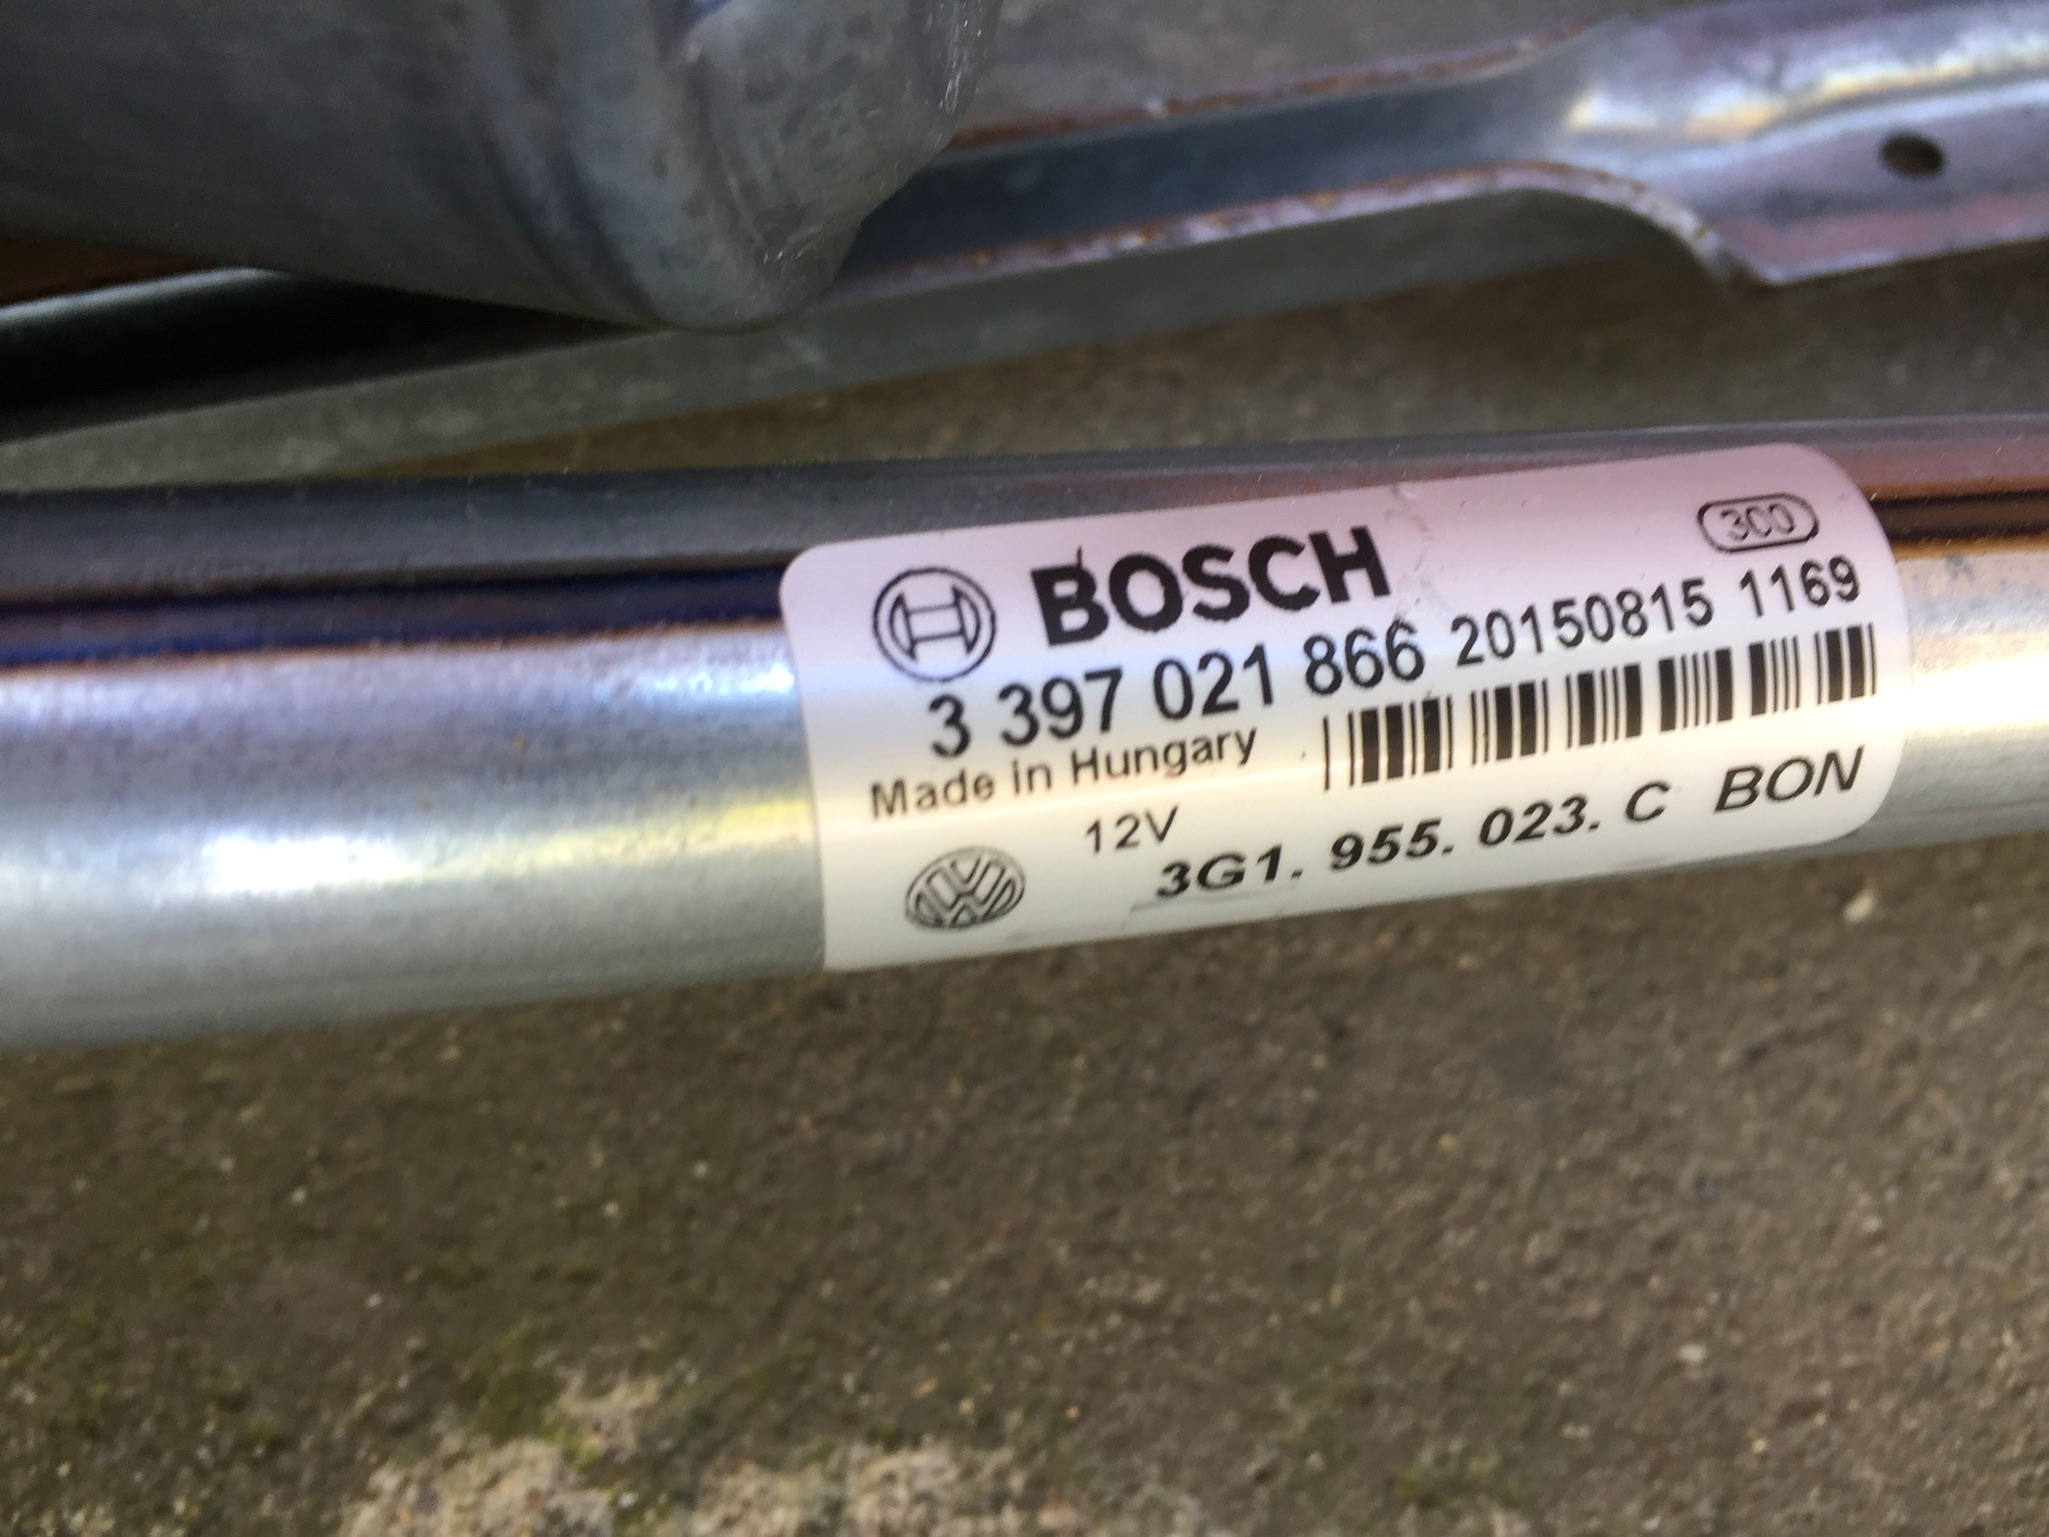 BOSCH
300
3 397 021 866 20150815 1169
Made in Hungary
12V
3G1. 955. 023. C BON